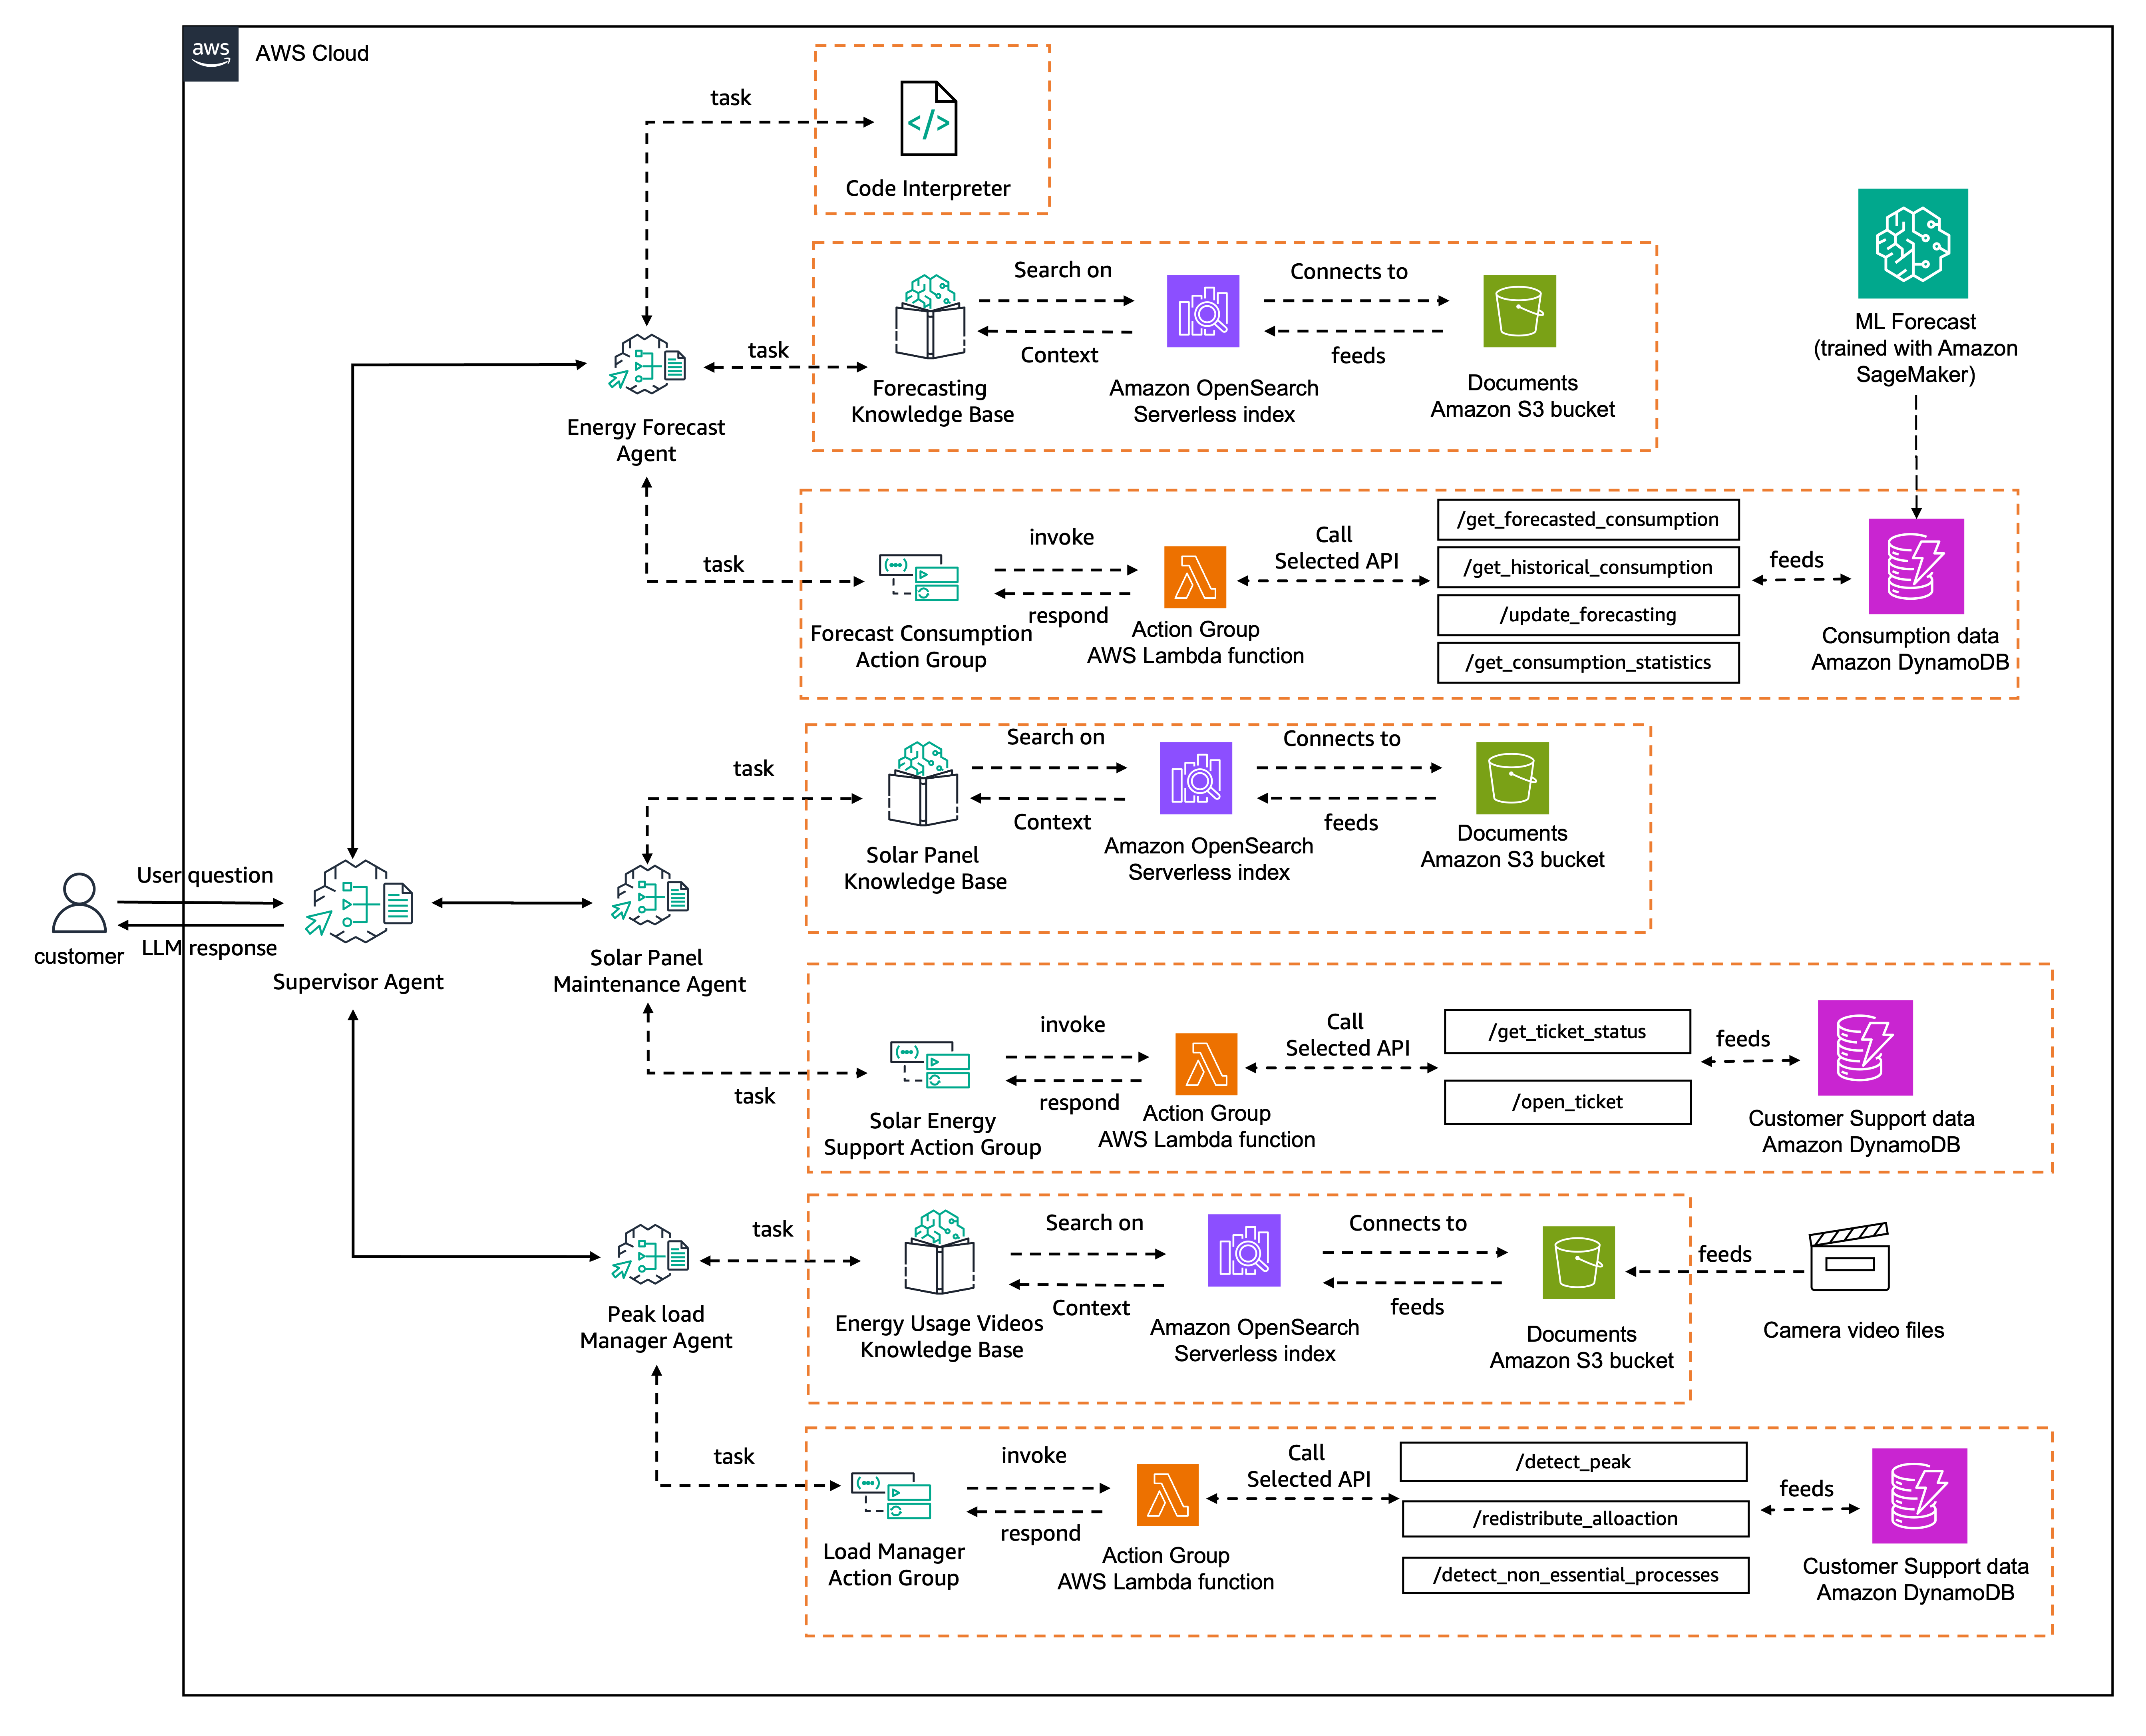 aws
AWS Cloud
task
</>
Code Interpreter
Search on
Connects to
Context
feeds
task
Forecasting
Knowledge Base
Amazon OpenSearch
Serverless index
Documents
Amazon S3 bucket
ML Forecast
(trained with Amazon
SageMaker)
Energy Forecast
Agent
task
invoke
respond
Forecast Consumption
Action Group
Action Group
AWS Lambda function
Call
Selected API
/get_forecasted_consumption
/get_historical_consumption
/update_forecasting
/get_consumption_statistics
feeds
Consumption data
Amazon DynamoDB
task
Search on
Connects to
Context
feeds
Solar Panel
Knowledge Base
Amazon OpenSearch
Serverless index
Documents
Amazon S3 bucket
User question
LLM response
customer
Supervisor Agent
Solar Panel
Maintenance Agent
task
invoke
respond
Solar Energy
Support Action Group
Action Group
AWS Lambda function
Call
Selected API
/get_ticket_status
/open_ticket
feeds
Customer Support data
Amazon DynamoDB
Peak load
Manager Agent
task
Search on
Connects to
Context
feeds
Energy Usage Videos
Knowledge Base
Amazon OpenSearch
Serverless index
Documents
Amazon S3 bucket
feeds
Camera video files
task
invoke
respond
Load Manager
Action Group
Action Group
AWS Lambda function
Call
Selected API
/detect_peak
/redistribute_alloaction
/detect_non_essential_processes
feeds
Customer Support data
Amazon DynamoDB